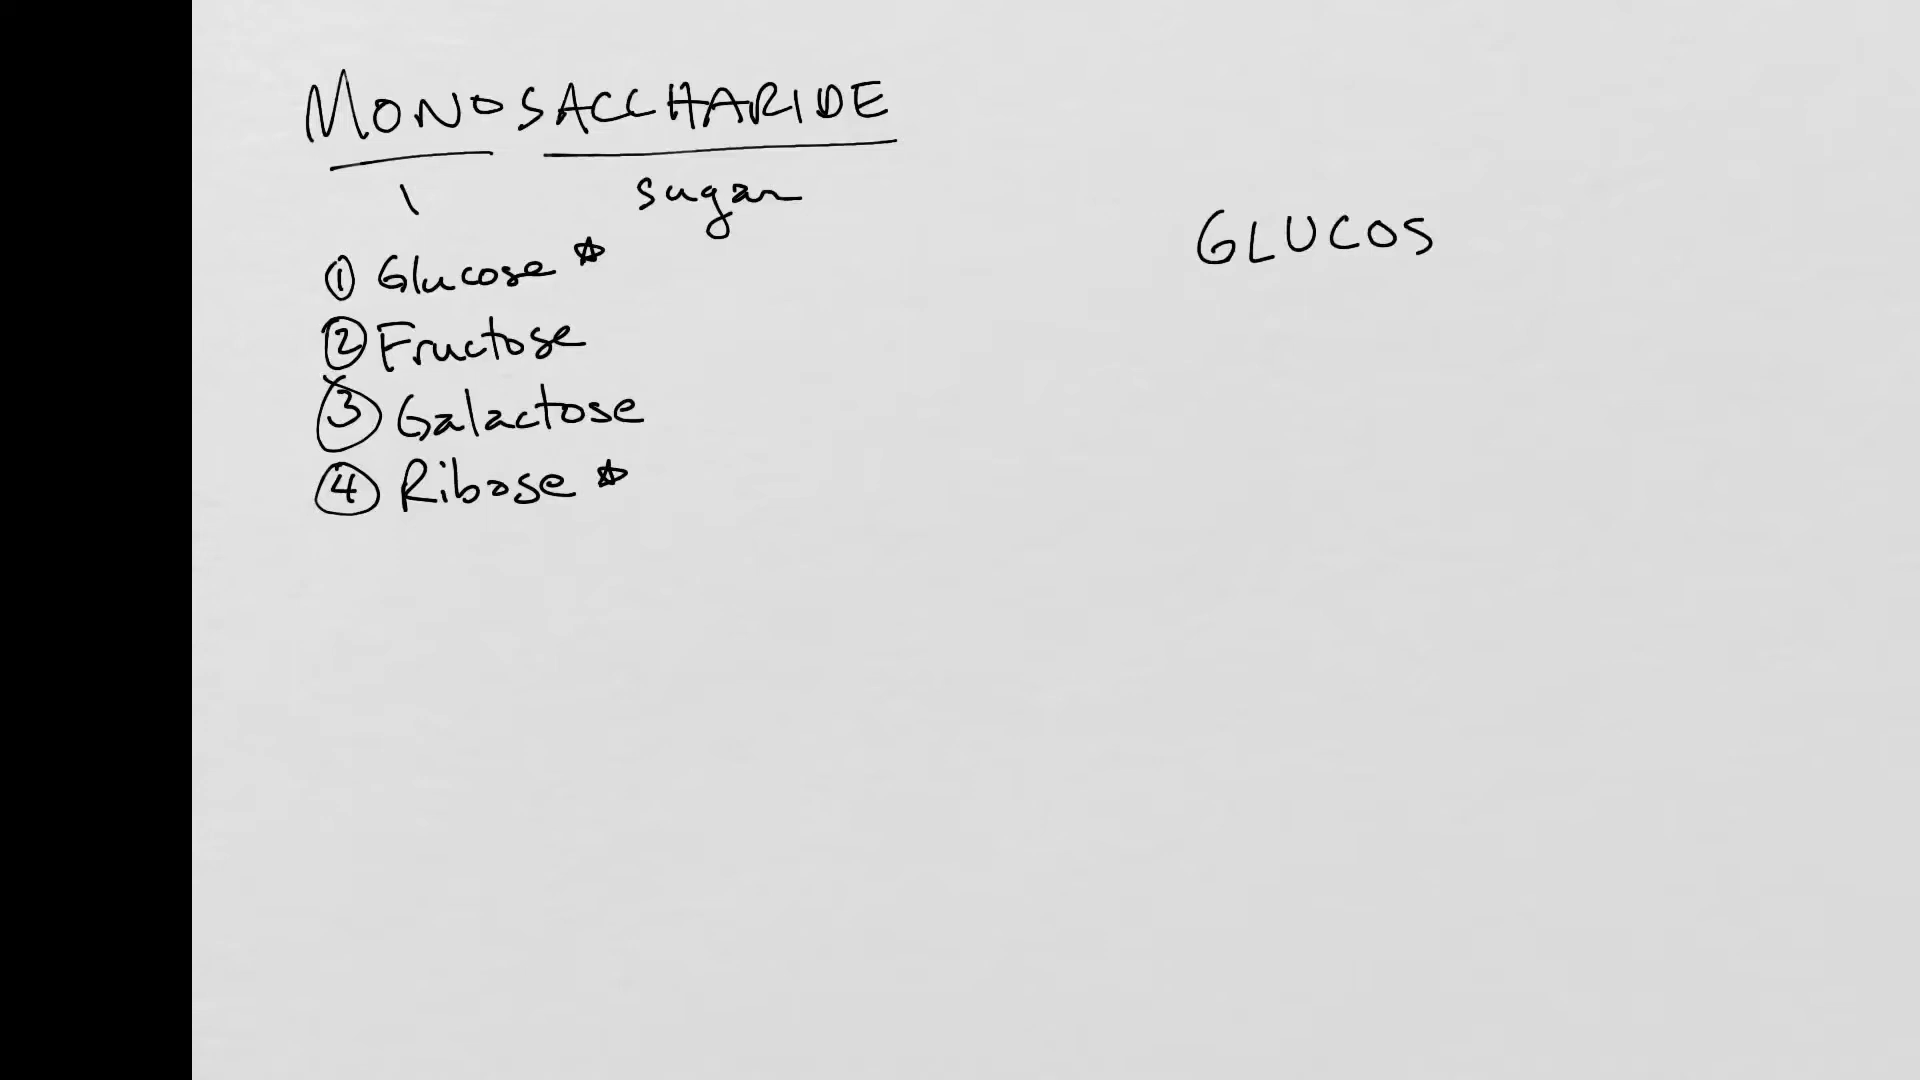 MONOSACCHARIDE
1 sugar
① Glucose ☆
② Fructose
③ Galactose
④ Ribose ☆
GLUCOS